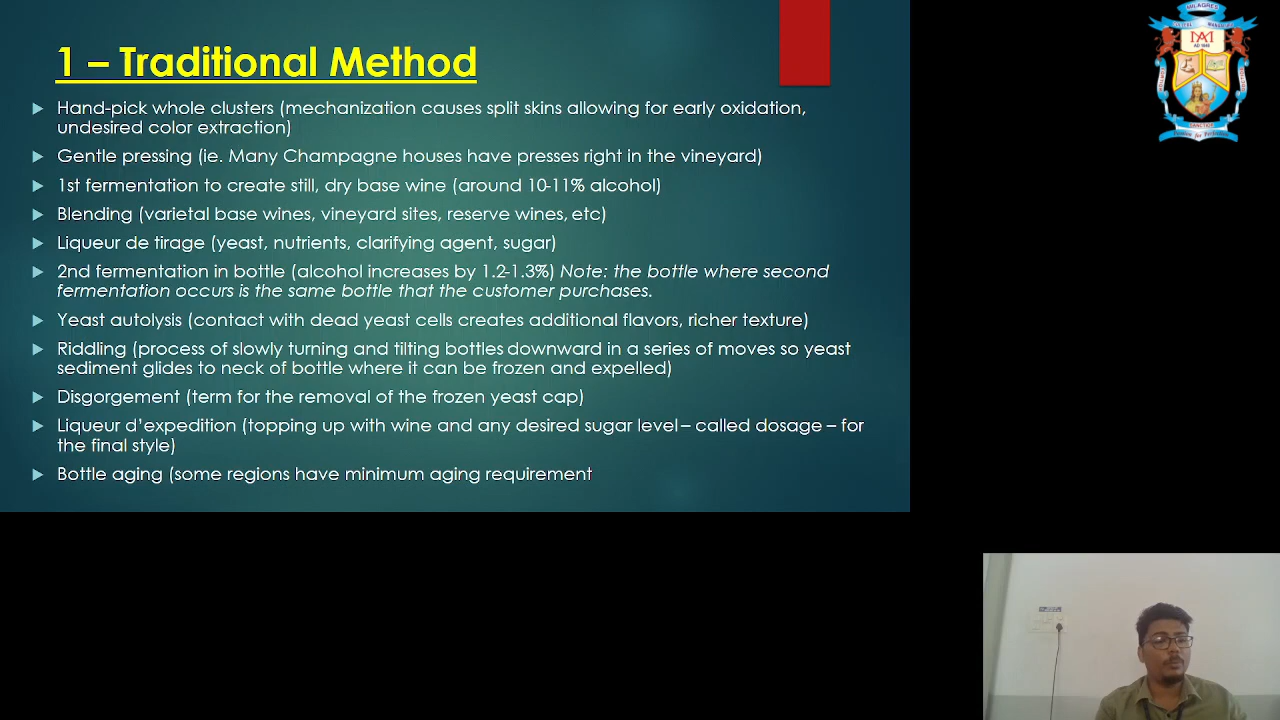 1 – Traditional Method
Hand-pick whole clusters (mechanization causes split skins allowing for early oxidation,
undesired color extraction)
Gentle pressing (ie. Many Champagne houses have presses right in the vineyard)
1st fermentation to create still, dry base wine (around 10-11% alcohol)
Blending (varietal base wines, vineyard sites, reserve wines, etc)
Liqueur de tirage (yeast, nutrients, clarifying agent, sugar)
2nd fermentation in bottle (alcohol increases by 1.2-1.3%) Note: the bottle where second
fermentation occurs is the same bottle that the customer purchases.
Yeast autolysis (contact with dead yeast cells creates additional flavors, richer texture)
Riddling (process of slowly turning and tilting bottles downward in a series of moves so yeast
sediment glides to neck of bottle where it can be frozen and expelled)
Disgorgement (term for the removal of the frozen yeast cap)
Liqueur d'expedition (topping up with wine and any desired sugar level – called dosage – for
the final style)
Bottle aging (some regions have minimum aging requirement
MILAGRES